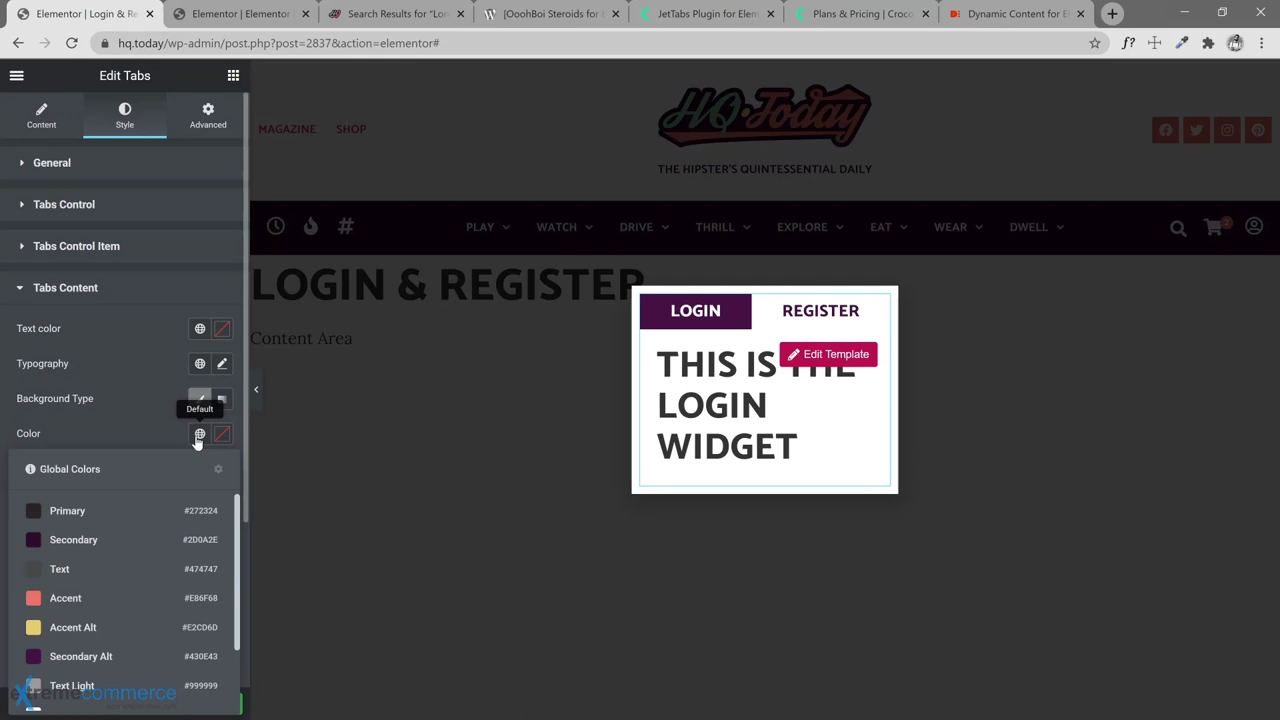 Elementor | Login & Re
Elementor | Elementor
Search Results for "Lor
[OoohBoi Steroids for
JetTabs Plugin for Elem
Plans & Pricing | Croco
Dynamic Content for El
hq.today/wp-admin/post.php?post=2837&action=elementor#
Edit Tabs
Content
Style
Advanced
General
Tabs Control
Tabs Control Item
Tabs Content
Text color
Typography
Background Type
Default
Color
Global Colors
Primary #272324
Secondary #2D0A2E
Text #474747
Accent #E86F68
Accent Alt #E2CD6D
Secondary Alt #430E43
Text Light #999999
extremecommerce
MAGAZINE SHOP
HQ·Today
THE HIPSTER'S QUINTESSENTIAL DAILY
PLAY WATCH DRIVE THRILL EXPLORE EAT WEAR DWELL
2
LOGIN & REGISTER
Content Area
LOGIN REGISTER
Edit Template
THIS IS THE
LOGIN
WIDGET